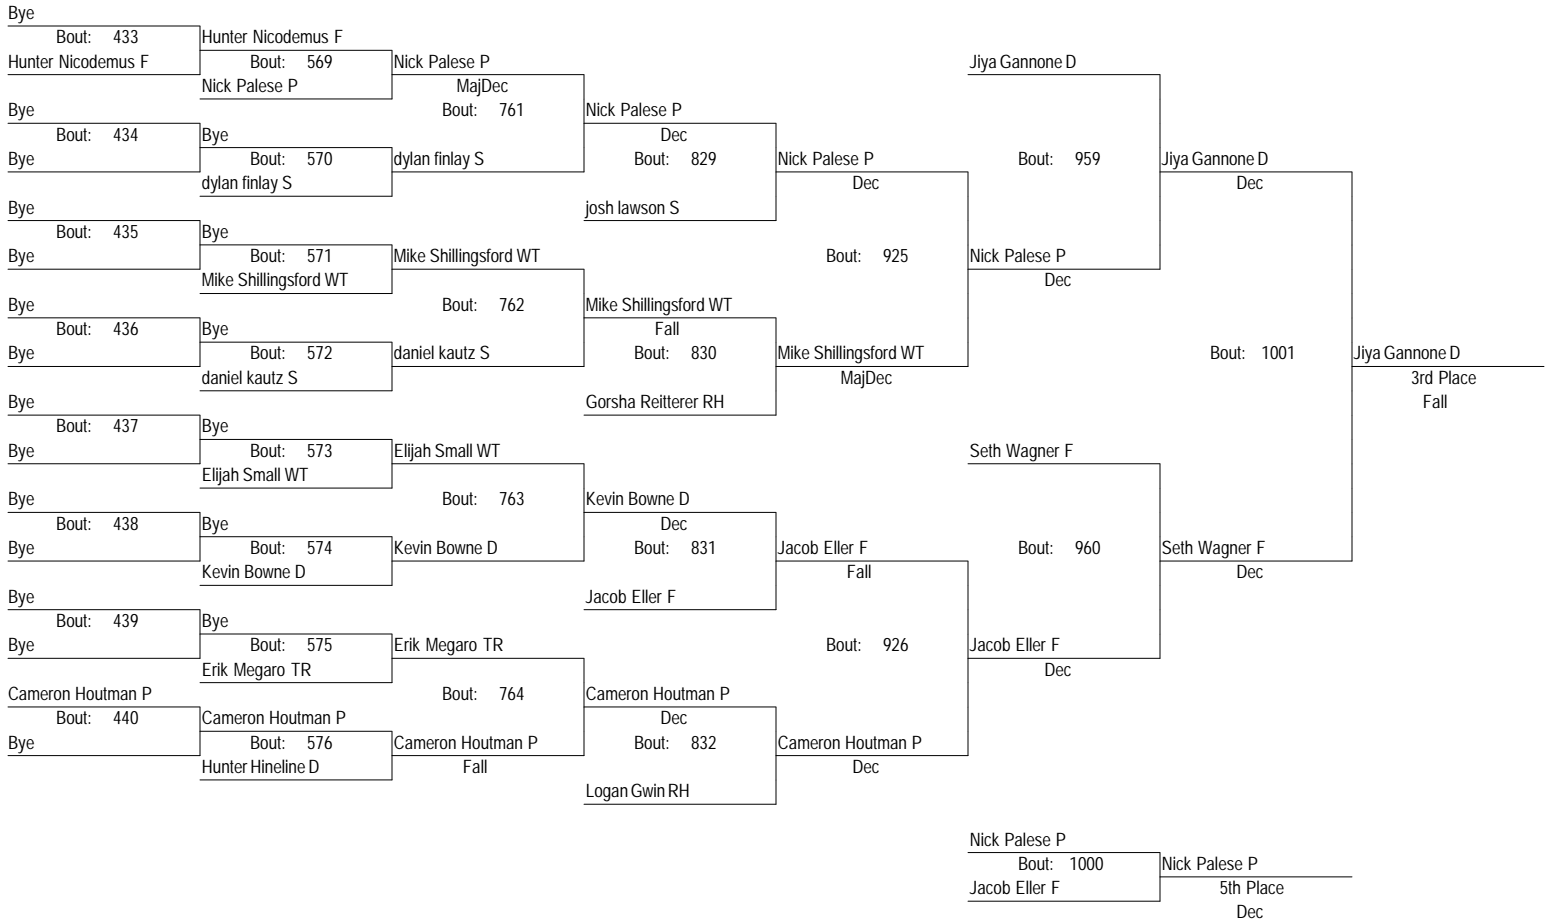 Bye
Bout: 433
Hunter Nicodemus F
Hunter Nicodemus F
Bout: 569
Nick Palese P
Nick Palese P
MajDec
Bye
Bout: 434
Bye
Bye
Bout: 570
dylan finlay S
Bout: 761
dylan finlay S
Nick Palese P
Dec
Bout: 829
josh lawson S
Nick Palese P
Dec
Bye
Bout: 435
Bye
Bye
Bout: 571
Mike Shillingsford WT
Mike Shillingsford WT
Bye
Bout: 436
Bye
Bye
Bout: 572
daniel kautz S
Bout: 762
daniel kautz S
Mike Shillingsford WT
Fall
Bout: 830
Gorsha Reitterer RH
Mike Shillingsford WT
MajDec
Bout: 925
Jiya Gannone D
Bout: 959
Nick Palese P
Dec
Jiya Gannone D
Dec
Bye
Bout: 437
Bye
Bye
Bout: 573
Elijah Small WT
Elijah Small WT
Bye
Bout: 438
Bye
Bye
Bout: 574
Kevin Bowne D
Bout: 763
Kevin Bowne D
Kevin Bowne D
Dec
Bout: 831
Jacob Eller F
Jacob Eller F
Fall
Bye
Bout: 439
Bye
Bye
Bout: 575
Erik Megaro TR
Erik Megaro TR
Cameron Houtman P
Bout: 440
Bye
Cameron Houtman P
Bout: 576
Hunter Hineline D
Bout: 764
Cameron Houtman P
Fall
Cameron Houtman P
Dec
Bout: 832
Logan Gwin RH
Cameron Houtman P
Dec
Bout: 926
Seth Wagner F
Bout: 960
Jacob Eller F
Dec
Seth Wagner F
Dec
Bout: 1001
Jiya Gannone D
3rd Place
Fall
Nick Palese P
Bout: 1000
Jacob Eller F
Nick Palese P
5th Place
Dec